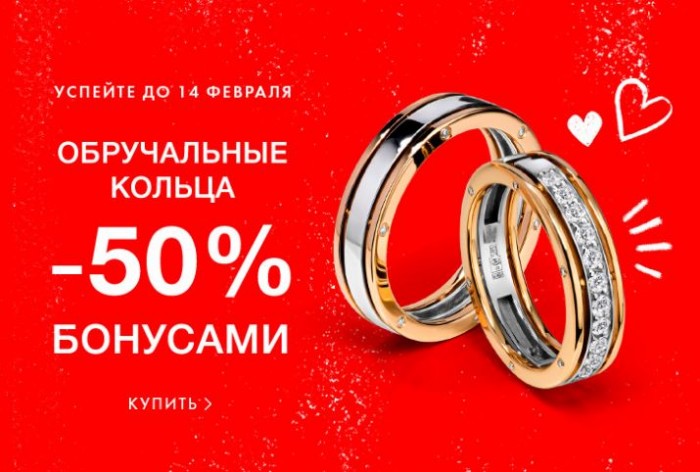 УСПЕЙТЕ ДО 14 ФЕВРАЛЯ
ОБРУЧАЛЬНЫЕ
КОЛЬЦА
-50%
БОНУСАМИ
КУПИТЬ >